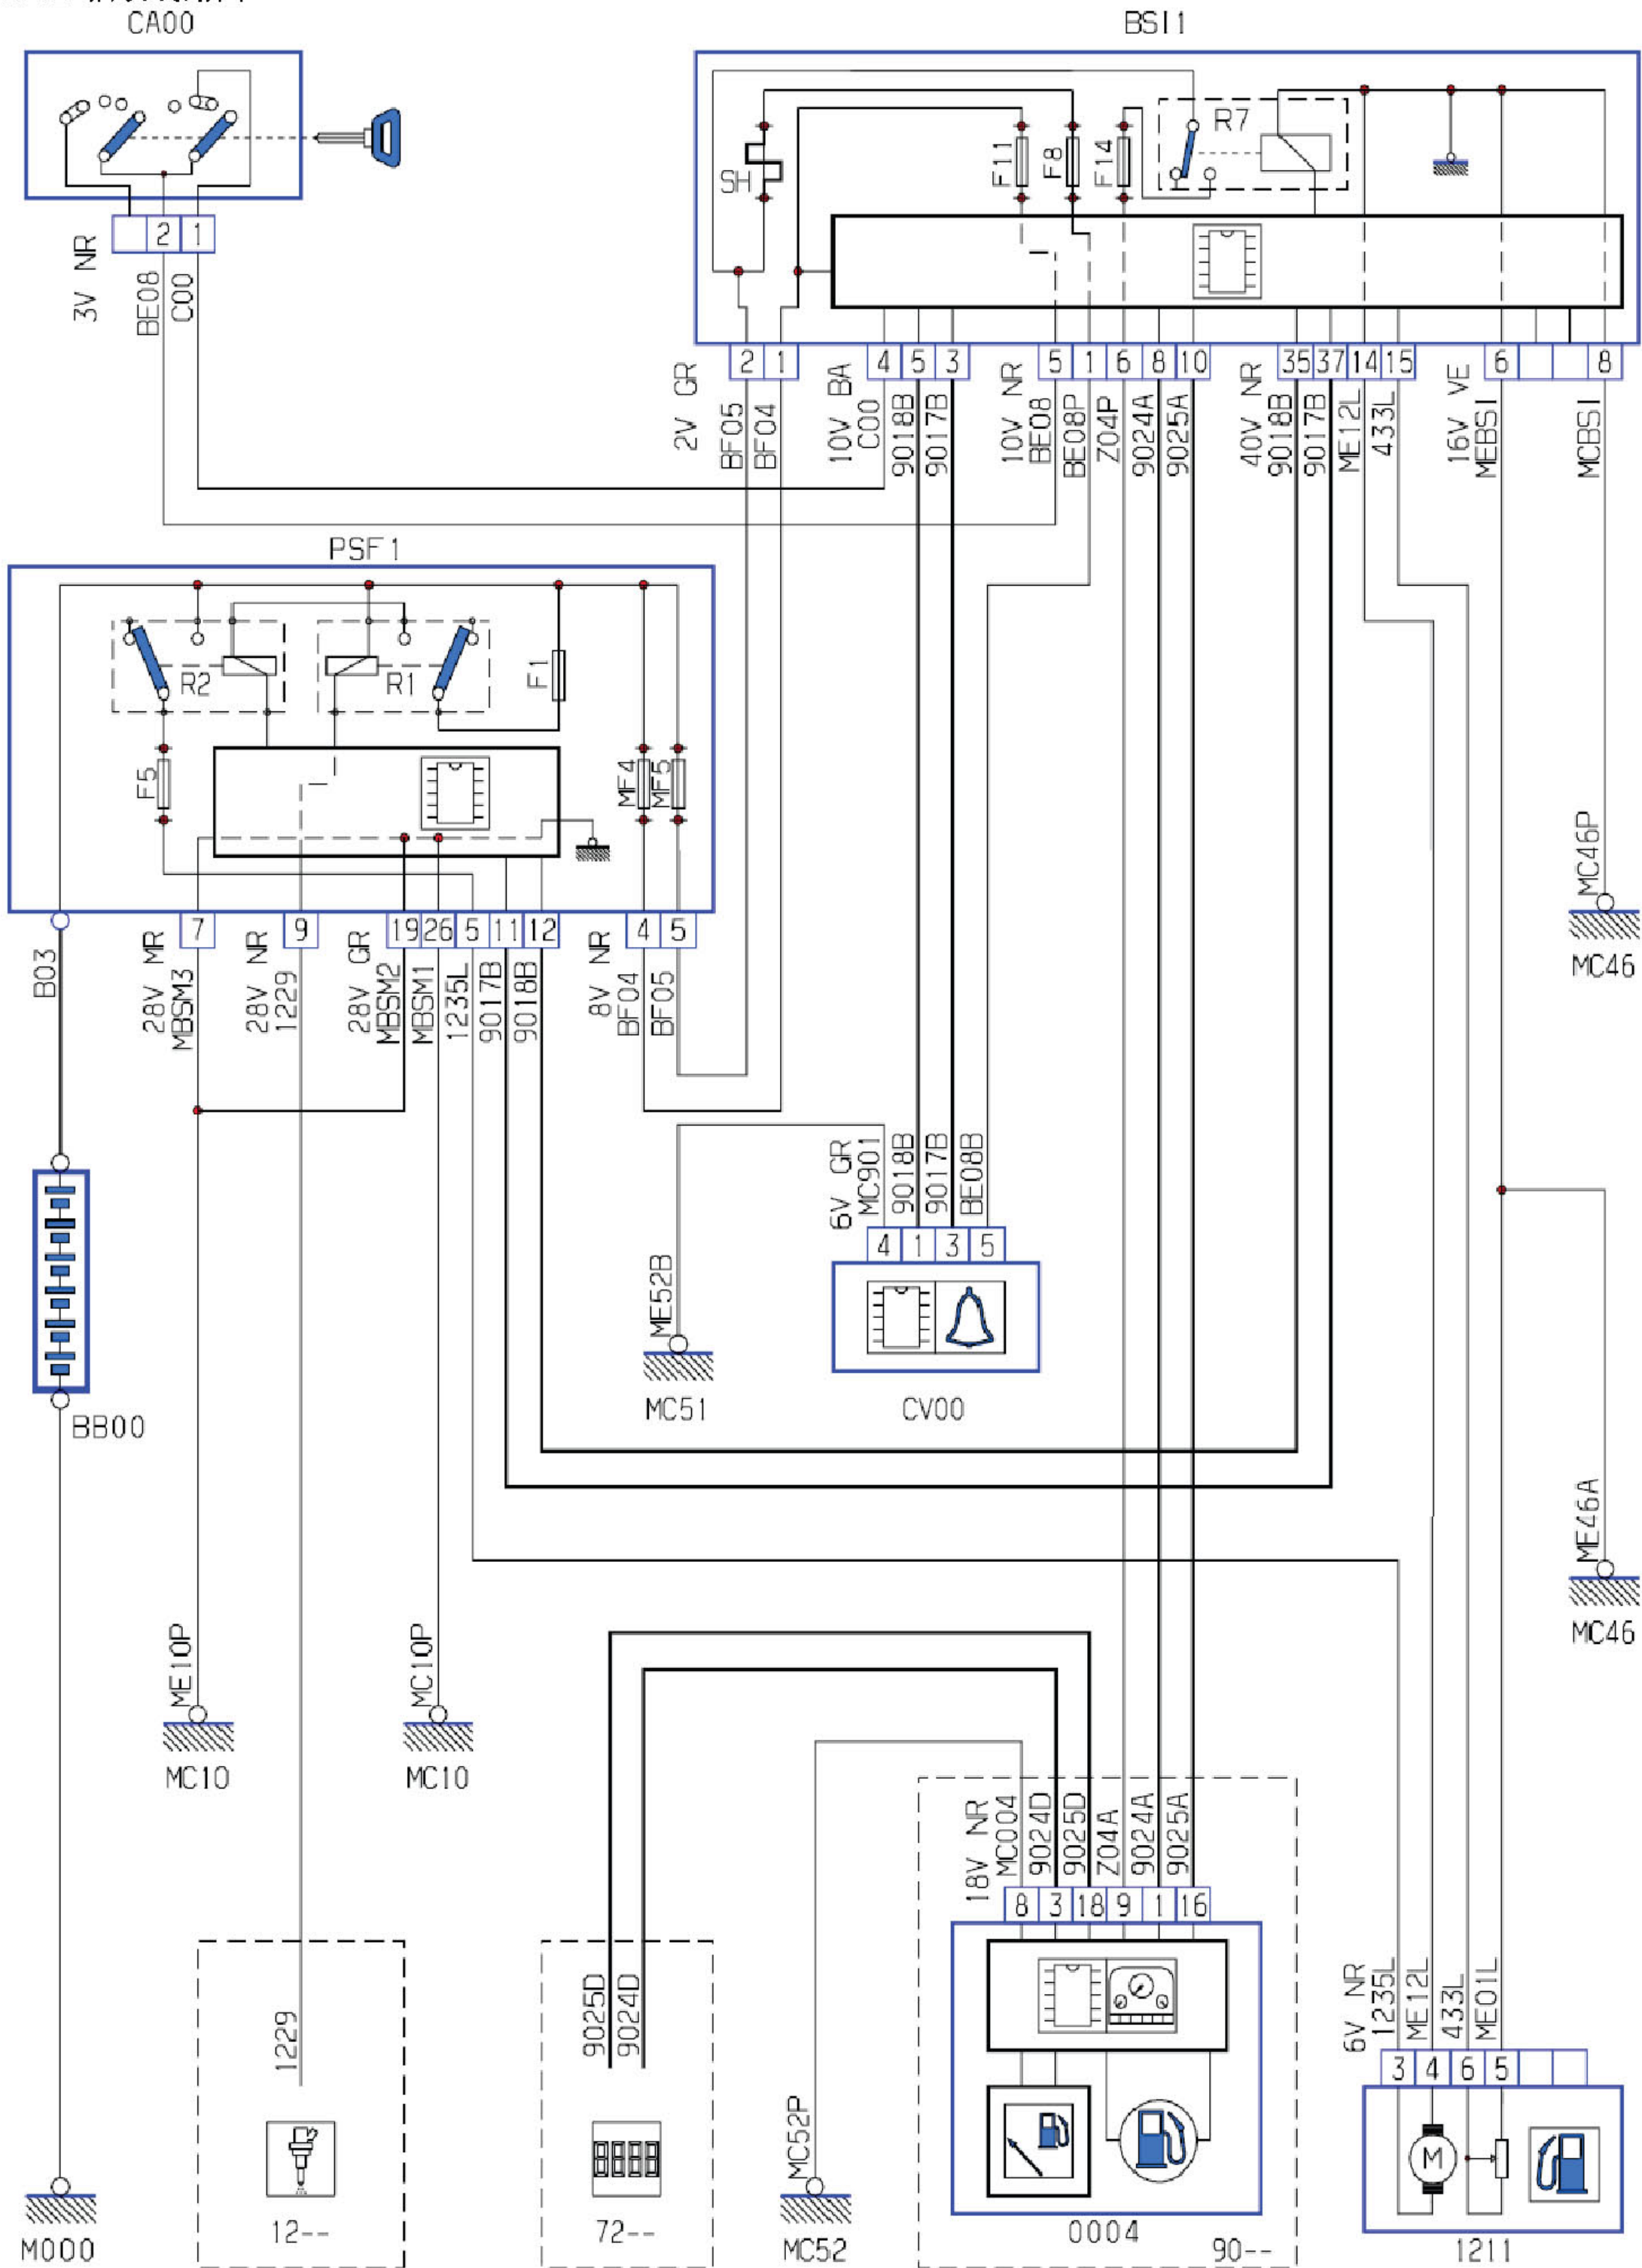 CA00
BSI1
R7
SH
F11
F8
F14
2
1
3V NR
BE08
C00
2
1
4
5
3
5
1
6
8
10
35
37
14
15
6
8
2V GR
BF05
BF04
10V BA
C00
9018B
9017B
10V NR
BE08
BE08P
Z04P
9024A
9025A
40V NR
9018B
9017B
ME12L
433L
16V VE
MEBSI
MCBSI
PSF1
R2
R1
F1
F5
MF4
MF5
7
9
19
26
5
11
12
4
5
B03
28V MR
MBSM3
28V NR
1229
28V GR
MBSM2
MBSM1
1235L
9017B
9018B
8V NR
BF04
BF05
MC46P
MC46
6V GR
MC901
9018B
9017B
BE08B
4
1
3
5
ME52B
MC51
CV00
BB00
ME46A
MC46
ME10P
MC10
MC10P
MC10
18V NR
MC004
9024D
9025D
Z04A
9024A
9025A
8
3
18
9
1
16
1229
9025D
9024D
MC52P
6V NR
1235L
ME12L
433L
ME01L
3
4
6
5
M
M000
12--
72--
MC52
0004
90--
1211